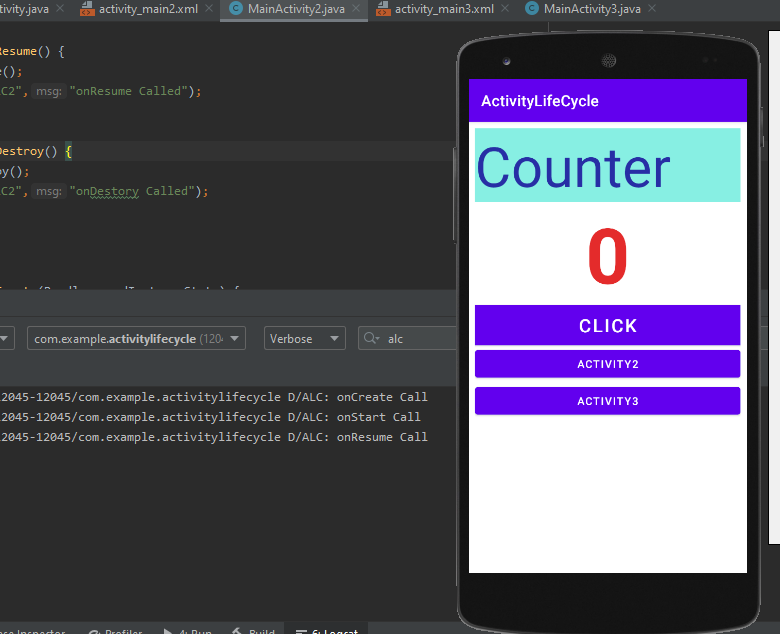 tivity.java activity_main2.xml MainActivity2.java activity_main3.xml MainActivity3.java
Resume() {
();
C2", msg: "onResume Called");
Destroy() {
oy();
C2", msg: "onDestory Called");
com.example.activitylifecycle (1204 Verbose alc
2045-12045/com.example.activitylifecycle D/ALC: onCreate Call
2045-12045/com.example.activitylifecycle D/ALC: onStart Call
2045-12045/com.example.activitylifecycle D/ALC: onResume Call
Inspector Profiler 4: Run Build 6: Logcat
ActivityLifeCycle
Counter
0
CLICK
ACTIVITY2
ACTIVITY3